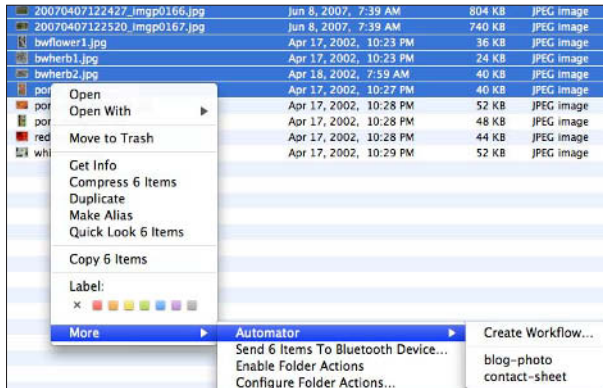 20070407122427_imgp0166.jpg Jun 8, 2007, 7:39 AM 804 KB JPEG image
20070407122520_imgp0167.jpg Jun 8, 2007, 7:39 AM 740 KB JPEG image
bwflower1.jpg Apr 17, 2002, 10:23 PM 36 KB JPEG image
bwherb1.jpg Apr 17, 2002, 10:23 PM 24 KB JPEG image
bwherb2.jpg Apr 18, 2002, 7:59 AM 40 KB JPEG image
por Apr 17, 2002, 10:27 PM 40 KB JPEG image
por Apr 17, 2002, 10:28 PM 52 KB JPEG image
por Apr 17, 2002, 10:28 PM 48 KB JPEG image
red Apr 17, 2002, 10:28 PM 44 KB JPEG image
whi Apr 17, 2002, 10:29 PM 52 KB JPEG image
Open
Open With
Move to Trash
Get Info
Compress 6 Items
Duplicate
Make Alias
Quick Look 6 Items
Copy 6 Items
Label:
More
Automator
Send 6 Items To Bluetooth Device...
Enable Folder Actions
Configure Folder Actions...
Create Workflow...
blog-photo
contact-sheet